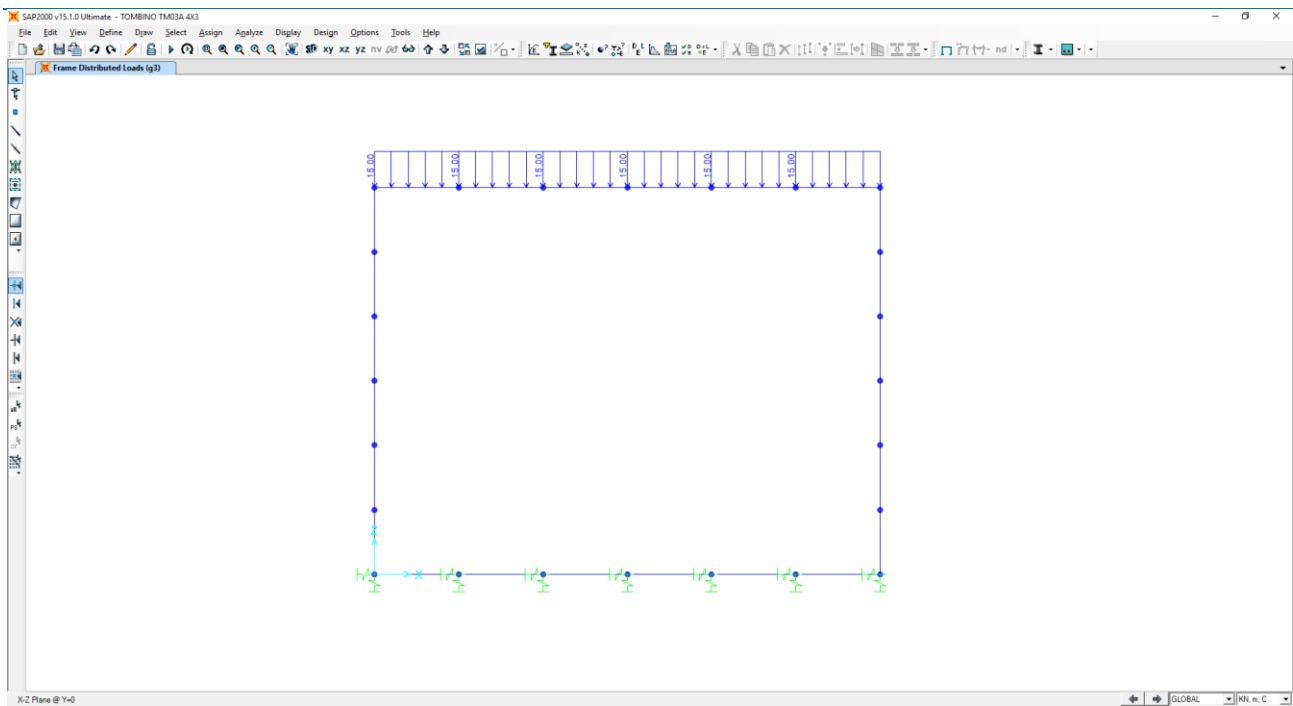 SAP2000 v15.1.0 Ultimate - TOMBINO TM03A 4X3
File Edit View Define Draw Select Assign Analyze Display Design Options Tools Help
xy xz yz nv nd
Frame Distributed Loads (g3)
15.00 15.00 15.00 15.00 15.00 15.00
X
X-Z Plane @ Y=0 GLOBAL KN, m, C